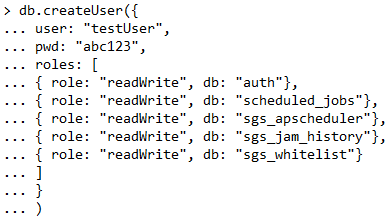 > db.createUser({
... user: "testUser",
... pwd: "abc123",
... roles: [
... { role: "readWrite", db: "auth"},
... { role: "readWrite", db: "scheduled_jobs"},
... { role: "readWrite", db: "sgs_apscheduler"},
... { role: "readWrite", db: "sgs_jam_history"},
... { role: "readWrite", db: "sgs_whitelist"}
... ]
... }
... )